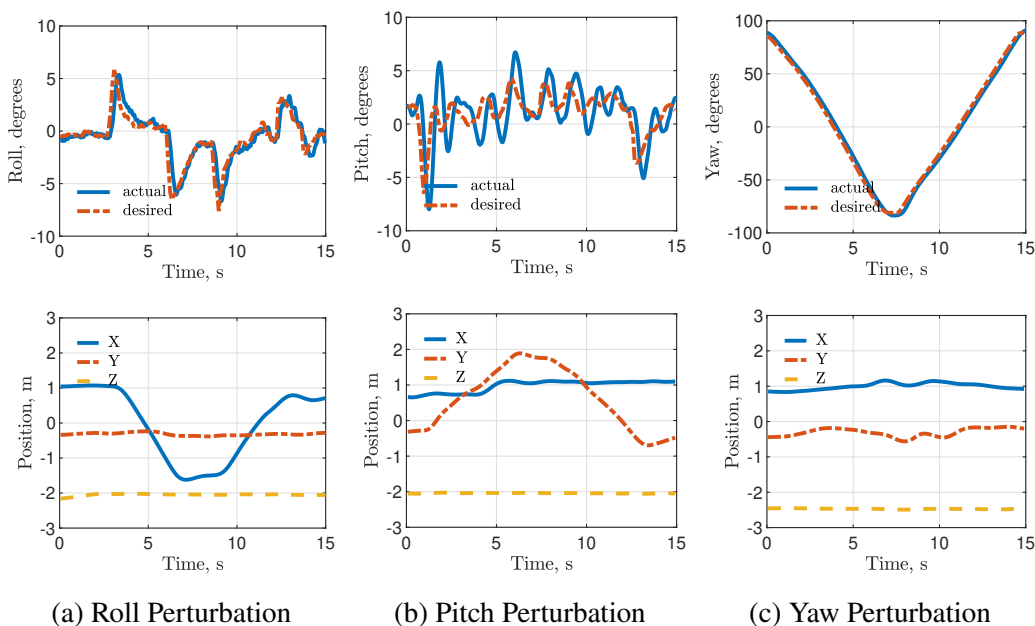 10
5
0
-5
-10
Roll, degrees
actual
desired
0 5 10 15
Time, s
10
5
0
-5
-10
Pitch, degrees
actual
desired
0 5 10 15
Time, s
100
50
0
-50
-100
Yaw, degrees
actual
desired
0 5 10 15
Time, s
3
2
1
0
-1
-2
-3
Position, m
X
Y
Z
0 5 10 15
Time, s
3
2
1
0
-1
-2
-3
Position, m
X
Y
Z
0 5 10 15
Time, s
3
2
1
0
-1
-2
-3
Position, m
X
Y
Z
0 5 10 15
Time, s
(a) Roll Perturbation
(b) Pitch Perturbation
(c) Yaw Perturbation